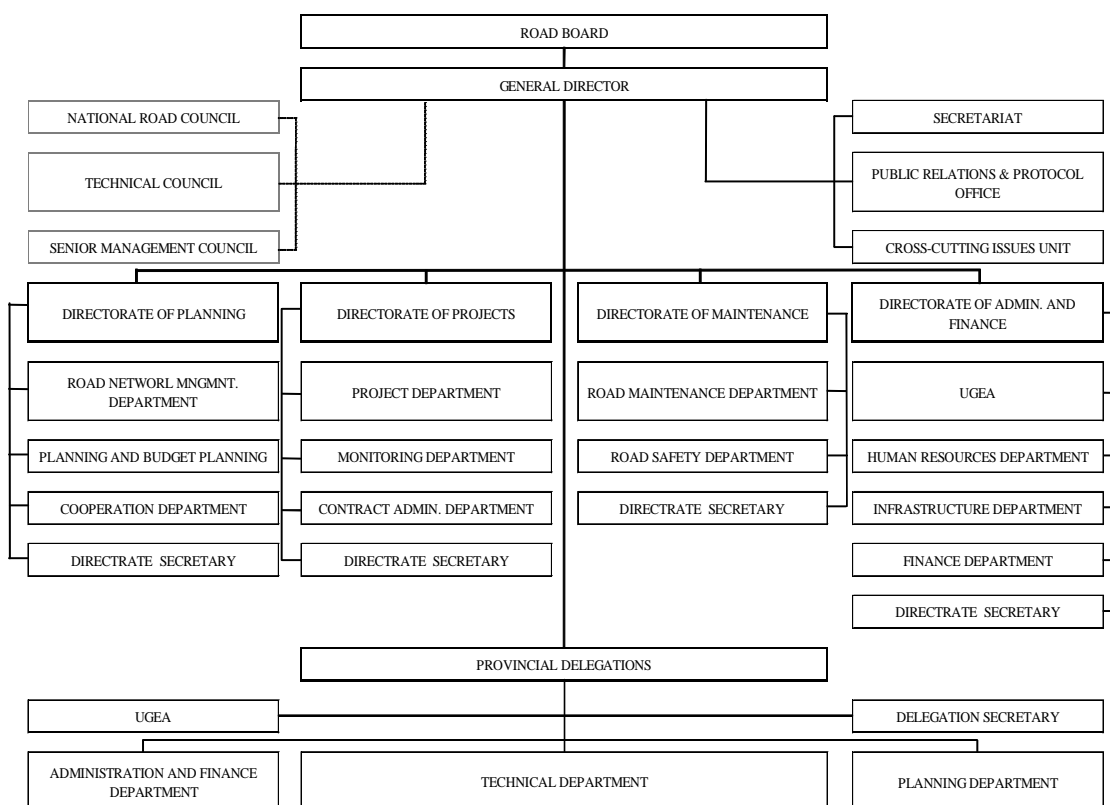 ROAD BOARD
GENERAL DIRECTOR
NATIONAL ROAD COUNCIL
SECRETARIAT
TECHNICAL COUNCIL
PUBLIC RELATIONS & PROTOCOL
OFFICE
SENIOR MANAGEMENT COUNCIL
CROSS-CUTTING ISSUES UNIT
DIRECTORATE OF PLANNING
DIRECTORATE OF PROJECTS
DIRECTORATE OF MAINTENANCE
DIRECTORATE OF ADMIN. AND
FINANCE
ROAD NETWORL MNGMNT.
DEPARTMENT
PROJECT DEPARTMENT
ROAD MAINTENANCE DEPARTMENT
UGEA
PLANNING AND BUDGET PLANNING
MONITORING DEPARTMENT
ROAD SAFETY DEPARTMENT
HUMAN RESOURCES DEPARTMENT
COOPERATION DEPARTMENT
CONTRACT ADMIN. DEPARTMENT
DIRECTRATE SECRETARY
INFRASTRUCTURE DEPARTMENT
DIRECTRATE SECRETARY
DIRECTRATE SECRETARY
FINANCE DEPARTMENT
DIRECTRATE SECRETARY
PROVINCIAL DELEGATIONS
UGEA
DELEGATION SECRETARY
ADMINISTRATION AND FINANCE
DEPARTMENT
TECHNICAL DEPARTMENT
PLANNING DEPARTMENT